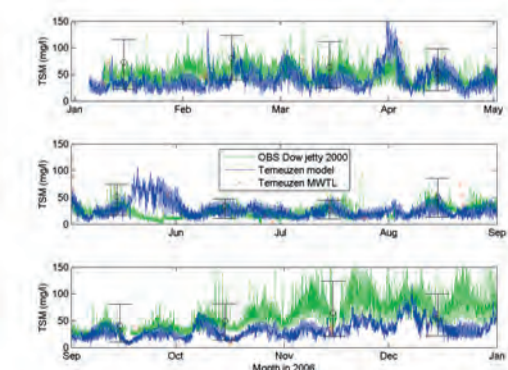 150
100
50
0
TSM (mg/l)
Jan Feb Mar Apr May
150
100
50
0
TSM (mg/l)
OBS Dow jetty 2000
Terneuzen model
Terneuzen MWTL
Jun Jul Aug Sep
150
100
50
0
TSM (mg/l)
Sep Oct Nov Dec Jan
Month in 2006